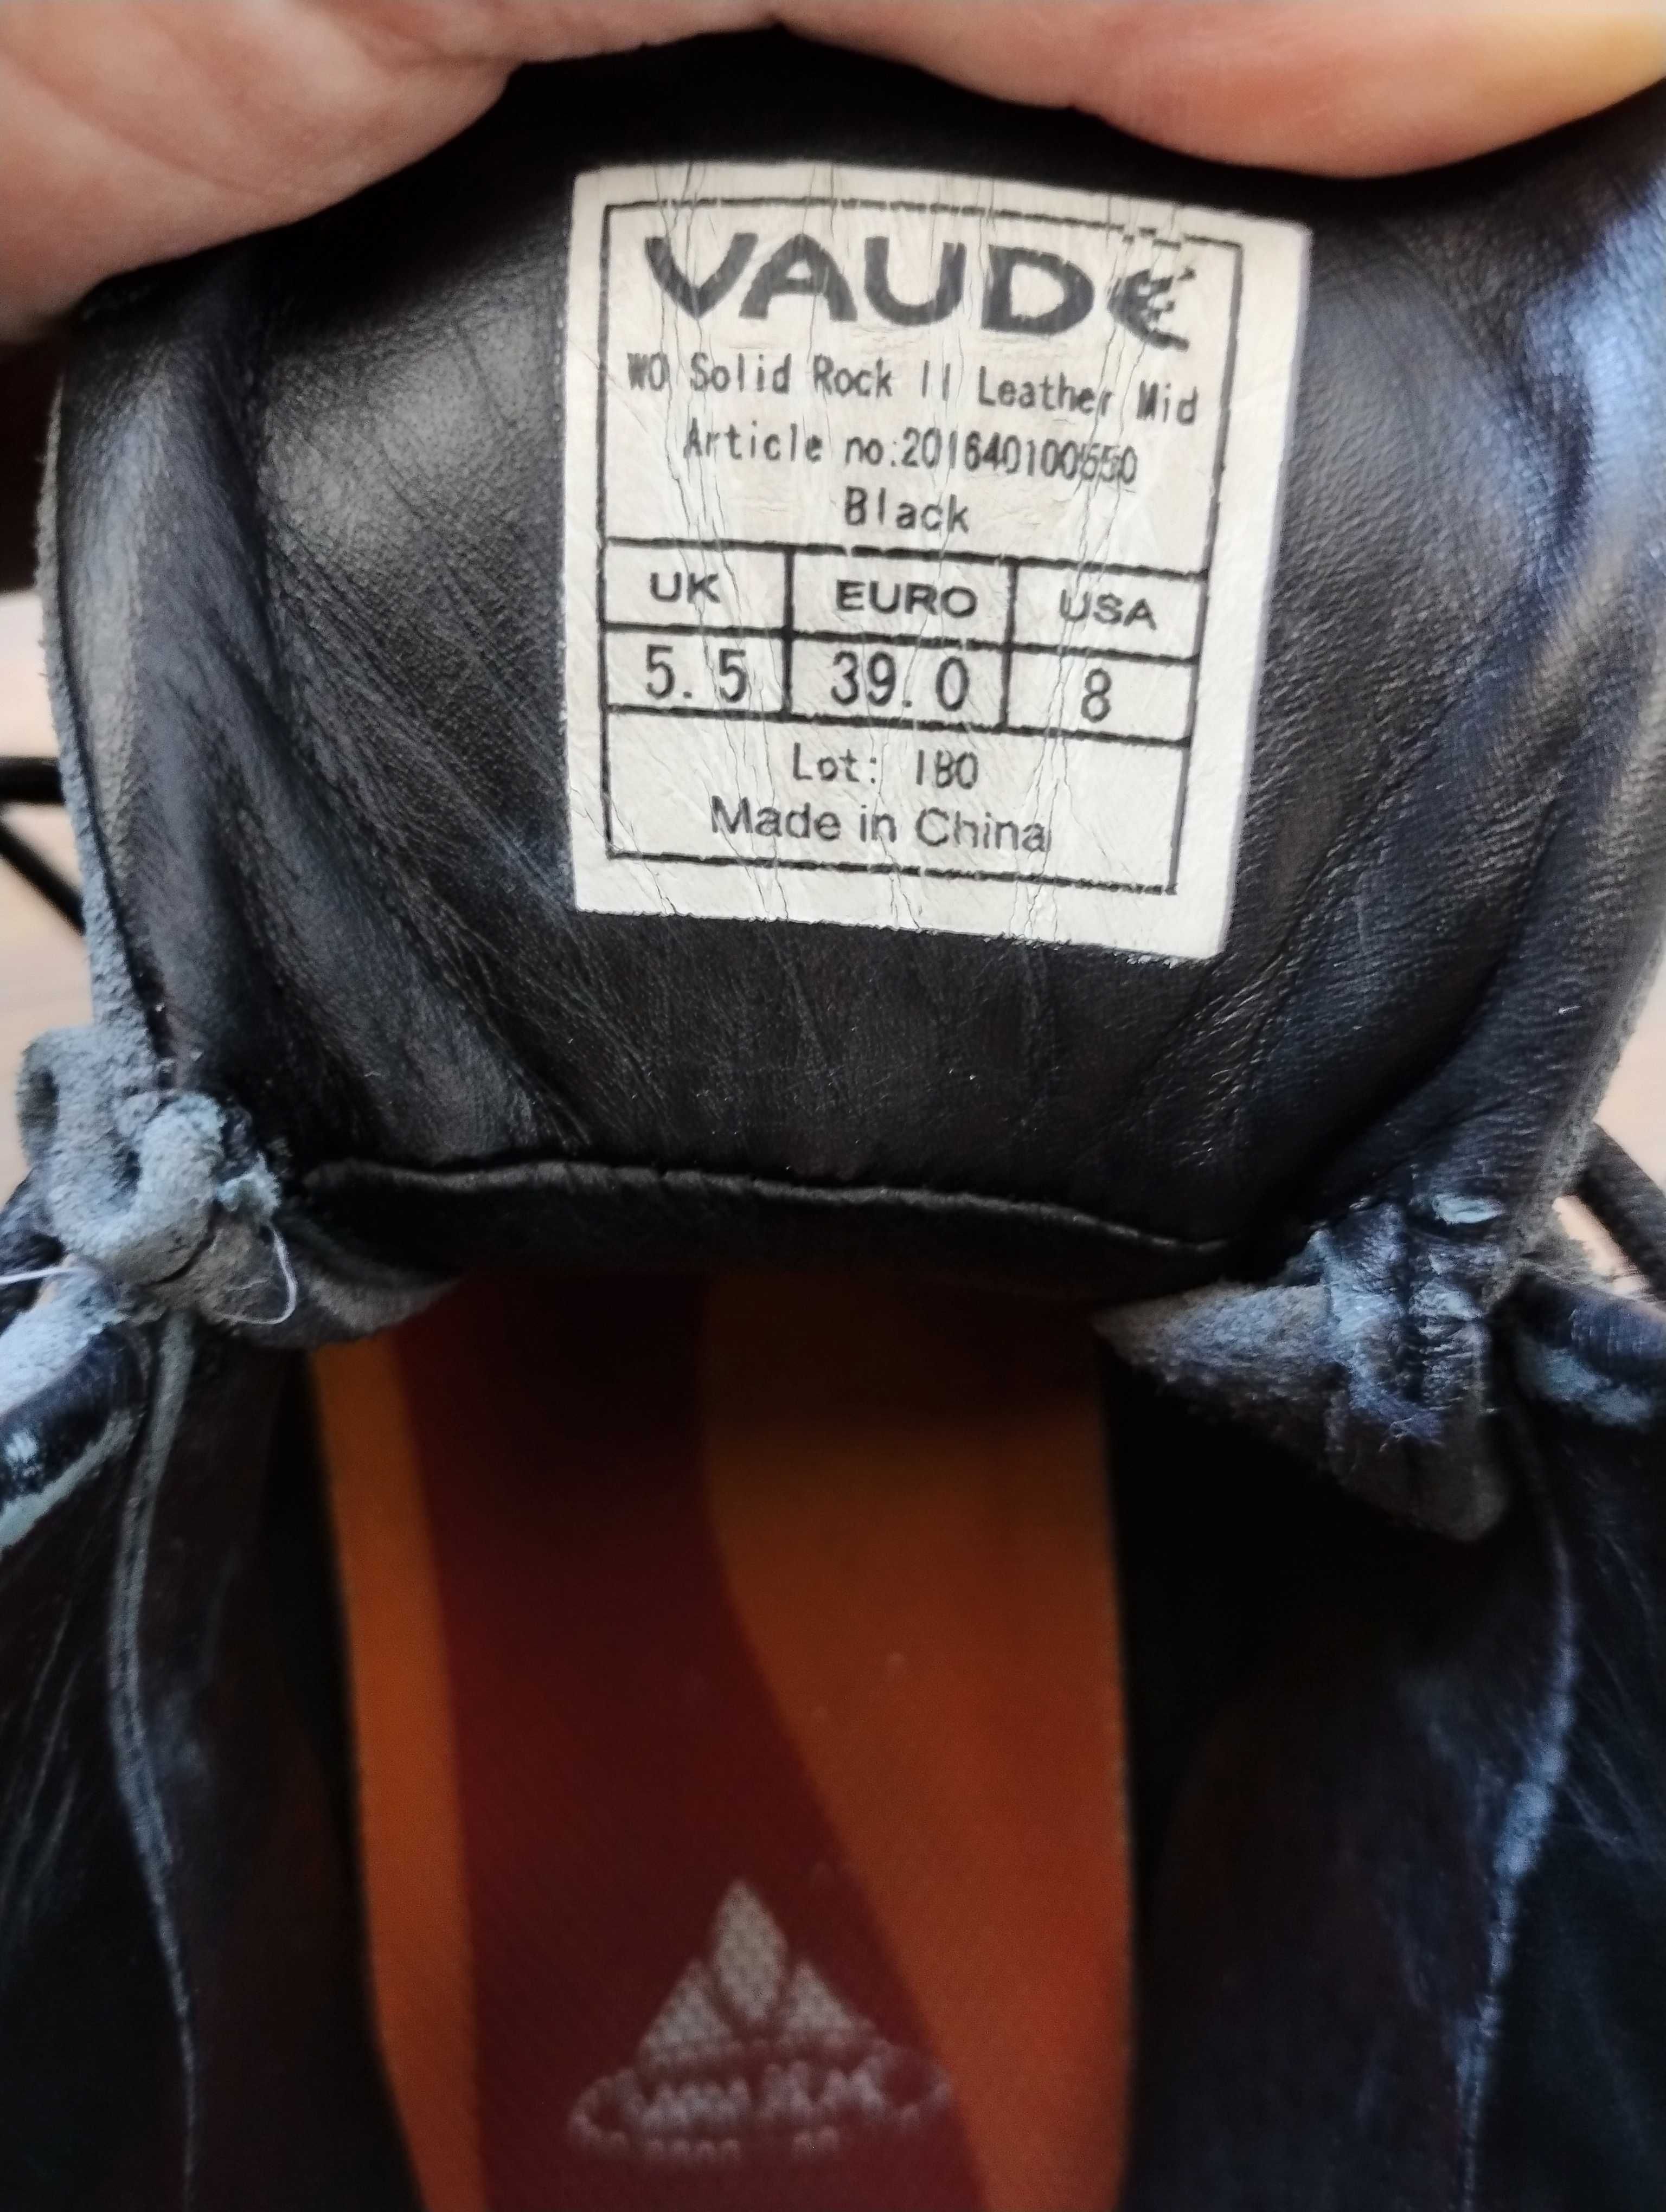 VAUDE
WO Solid Rock II Leather Mid
Article no:201640100550
Black
UK EURO USA
5.5 39.0 8
Lot: 180
Made in China